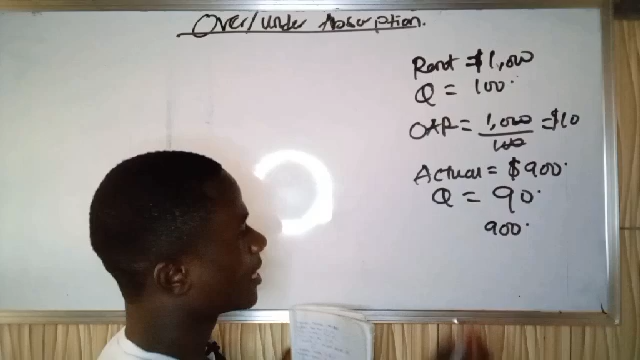 Over/under Absorption.
Rent = $1,000
Q = 100.
OAR = 1,000 = $10
100
Actual = $900.
Q = 90.
900.